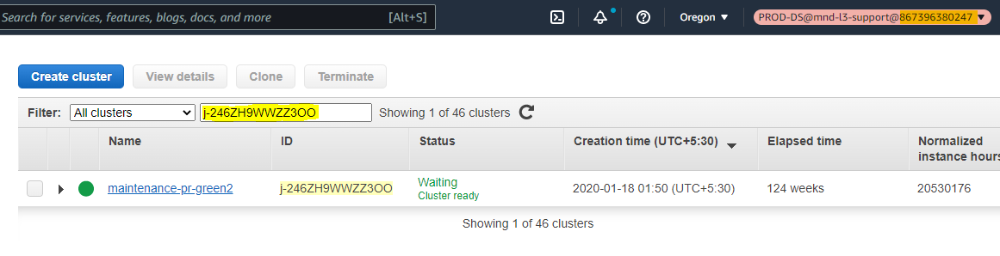 Search for services, features, blogs, docs, and more [Alt+S] Oregon PROD-DS@mnd-l3-support@867396380247
Create cluster View details Clone Terminate
Filter: All clusters j-246ZH9WWZZ3OO Showing 1 of 46 clusters
Name ID Status Creation time (UTC+5:30) Elapsed time Normalized instance hours
maintenance-pr-green2 j-246ZH9WWZZ3OO Waiting 2020-01-18 01:50 (UTC+5:30) 124 weeks 20530176
Cluster ready
Showing 1 of 46 clusters